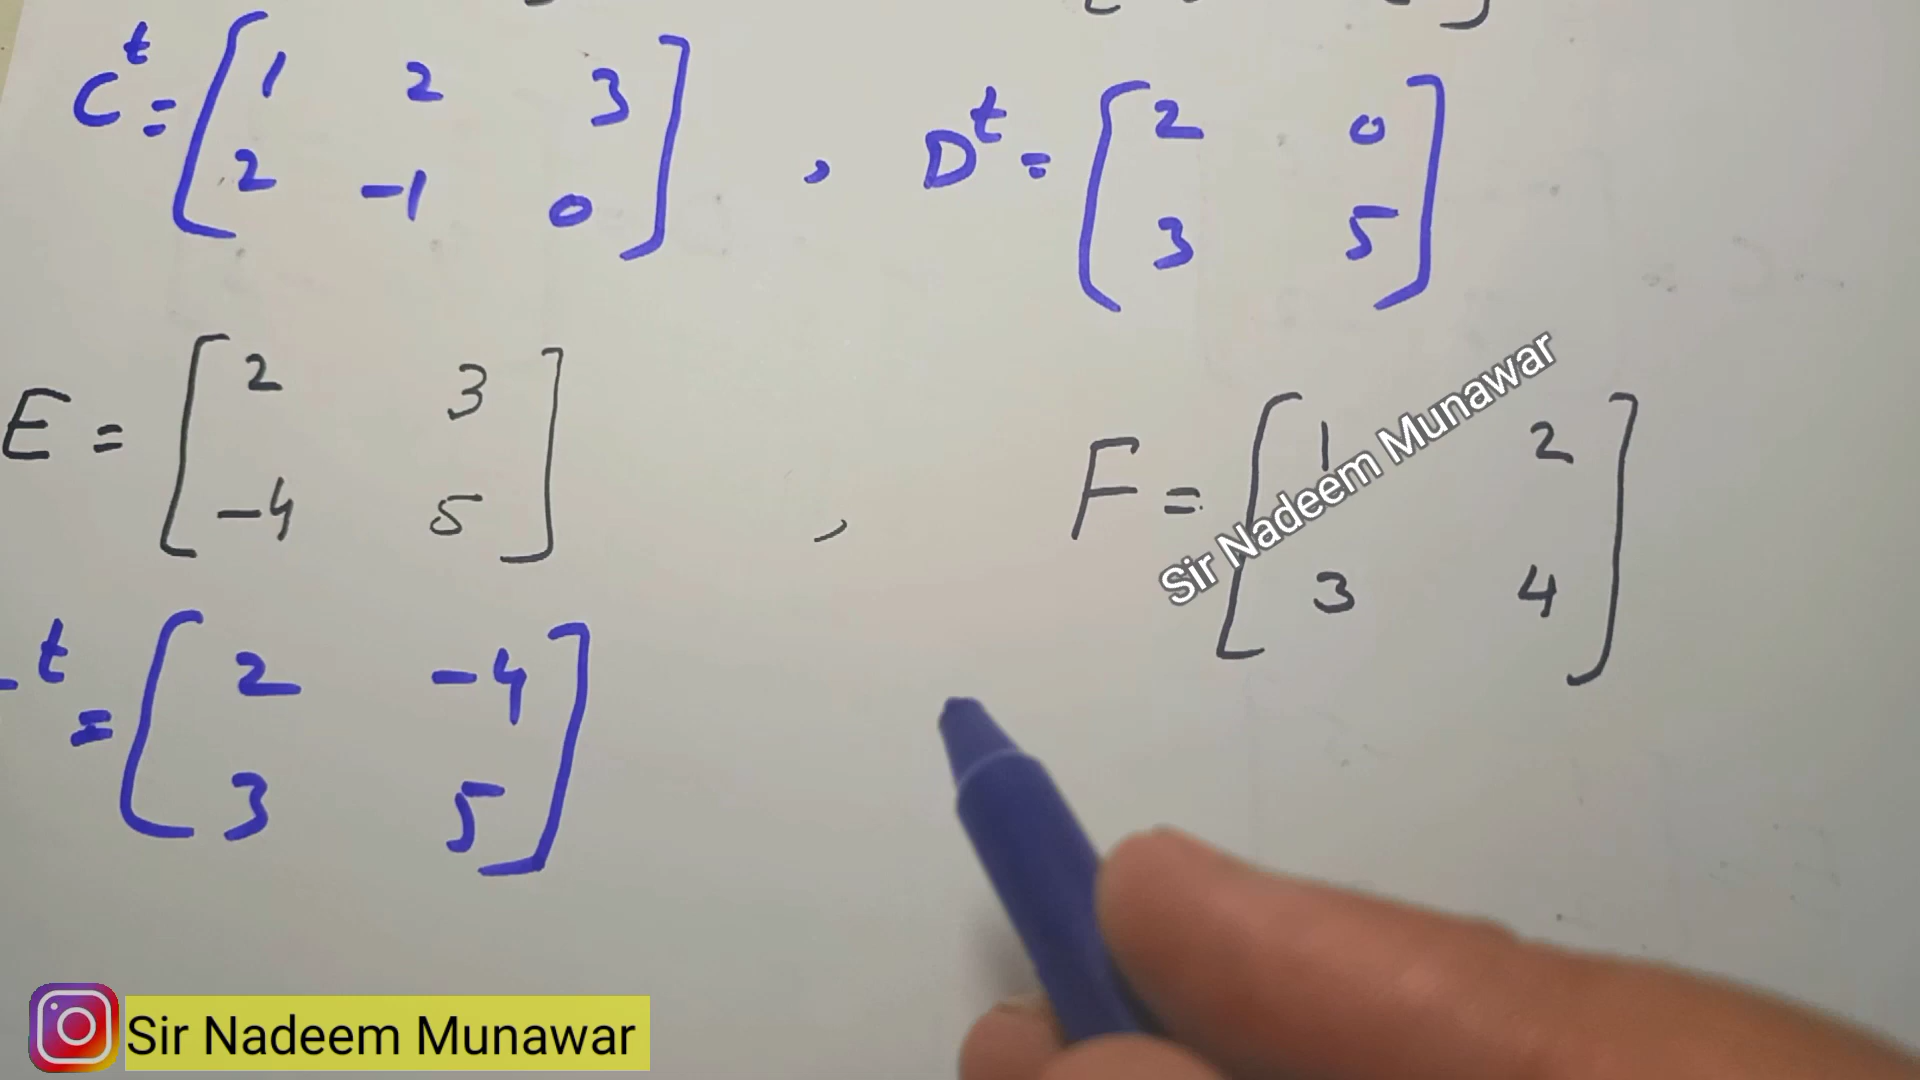 C^t = [1 2 3
2 -1 0] , D^t = [2 0
3 5]
E = [2 3
-4 5] , F = [1 2
3 4]
t = [2 -4
3 5]
Sir Nadeem Munawar
Sir Nadeem Munawar